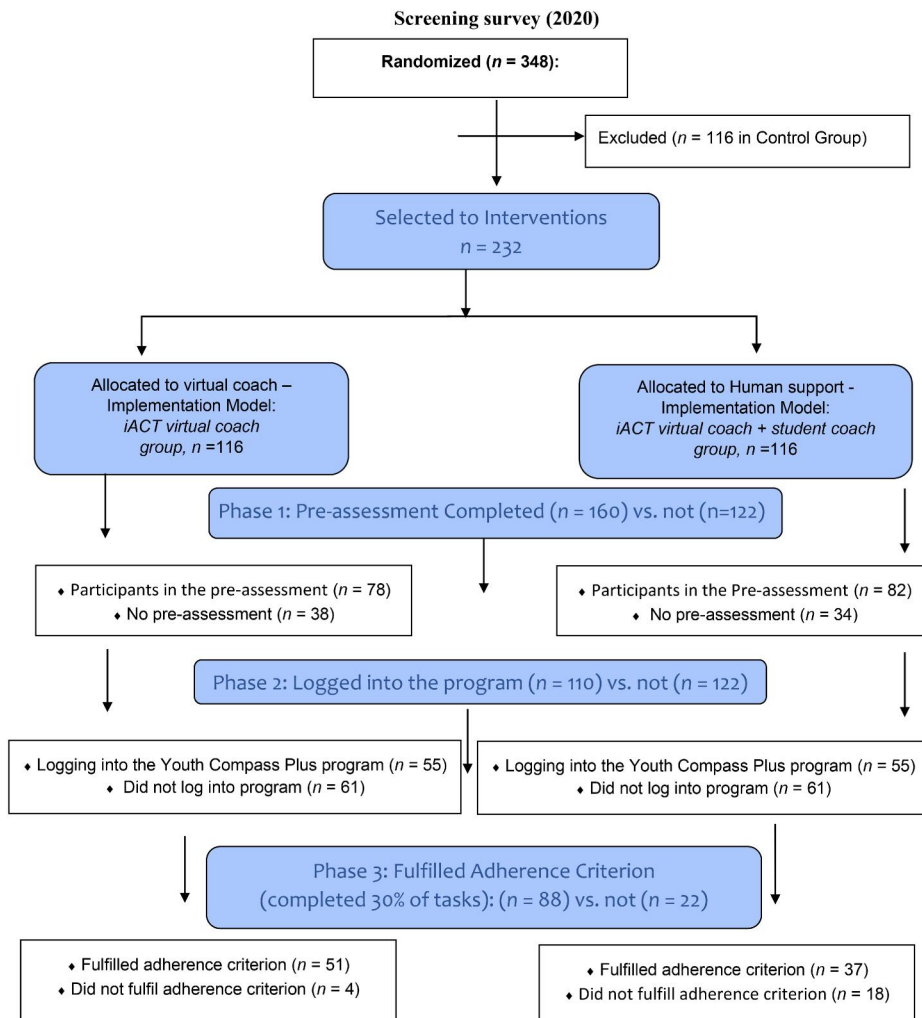 Screening survey (2020)
Randomized (n = 348):
Excluded (n = 116 in Control Group)
Selected to Interventions
n = 232
Allocated to virtual coach –
Implementation Model:
iACT virtual coach
group, n =116
Allocated to Human support -
Implementation Model:
iACT virtual coach + student coach
group, n =116
Phase 1: Pre-assessment Completed (n = 160) vs. not (n=122)
♦ Participants in the pre-assessment (n = 78)
♦ No pre-assessment (n = 38)
♦ Participants in the Pre-assessment (n = 82)
♦ No pre-assessment (n = 34)
Phase 2: Logged into the program (n = 110) vs. not (n = 122)
♦ Logging into the Youth Compass Plus program (n = 55)
♦ Did not log into program (n = 61)
♦ Logging into the Youth Compass Plus program (n = 55)
♦ Did not log into program (n = 61)
Phase 3: Fulfilled Adherence Criterion
(completed 30% of tasks): (n = 88) vs. not (n = 22)
♦ Fulfilled adherence criterion (n = 51)
♦ Did not fulfil adherence criterion (n = 4)
♦ Fulfilled adherence criterion (n = 37)
♦ Did not fulfill adherence criterion (n = 18)